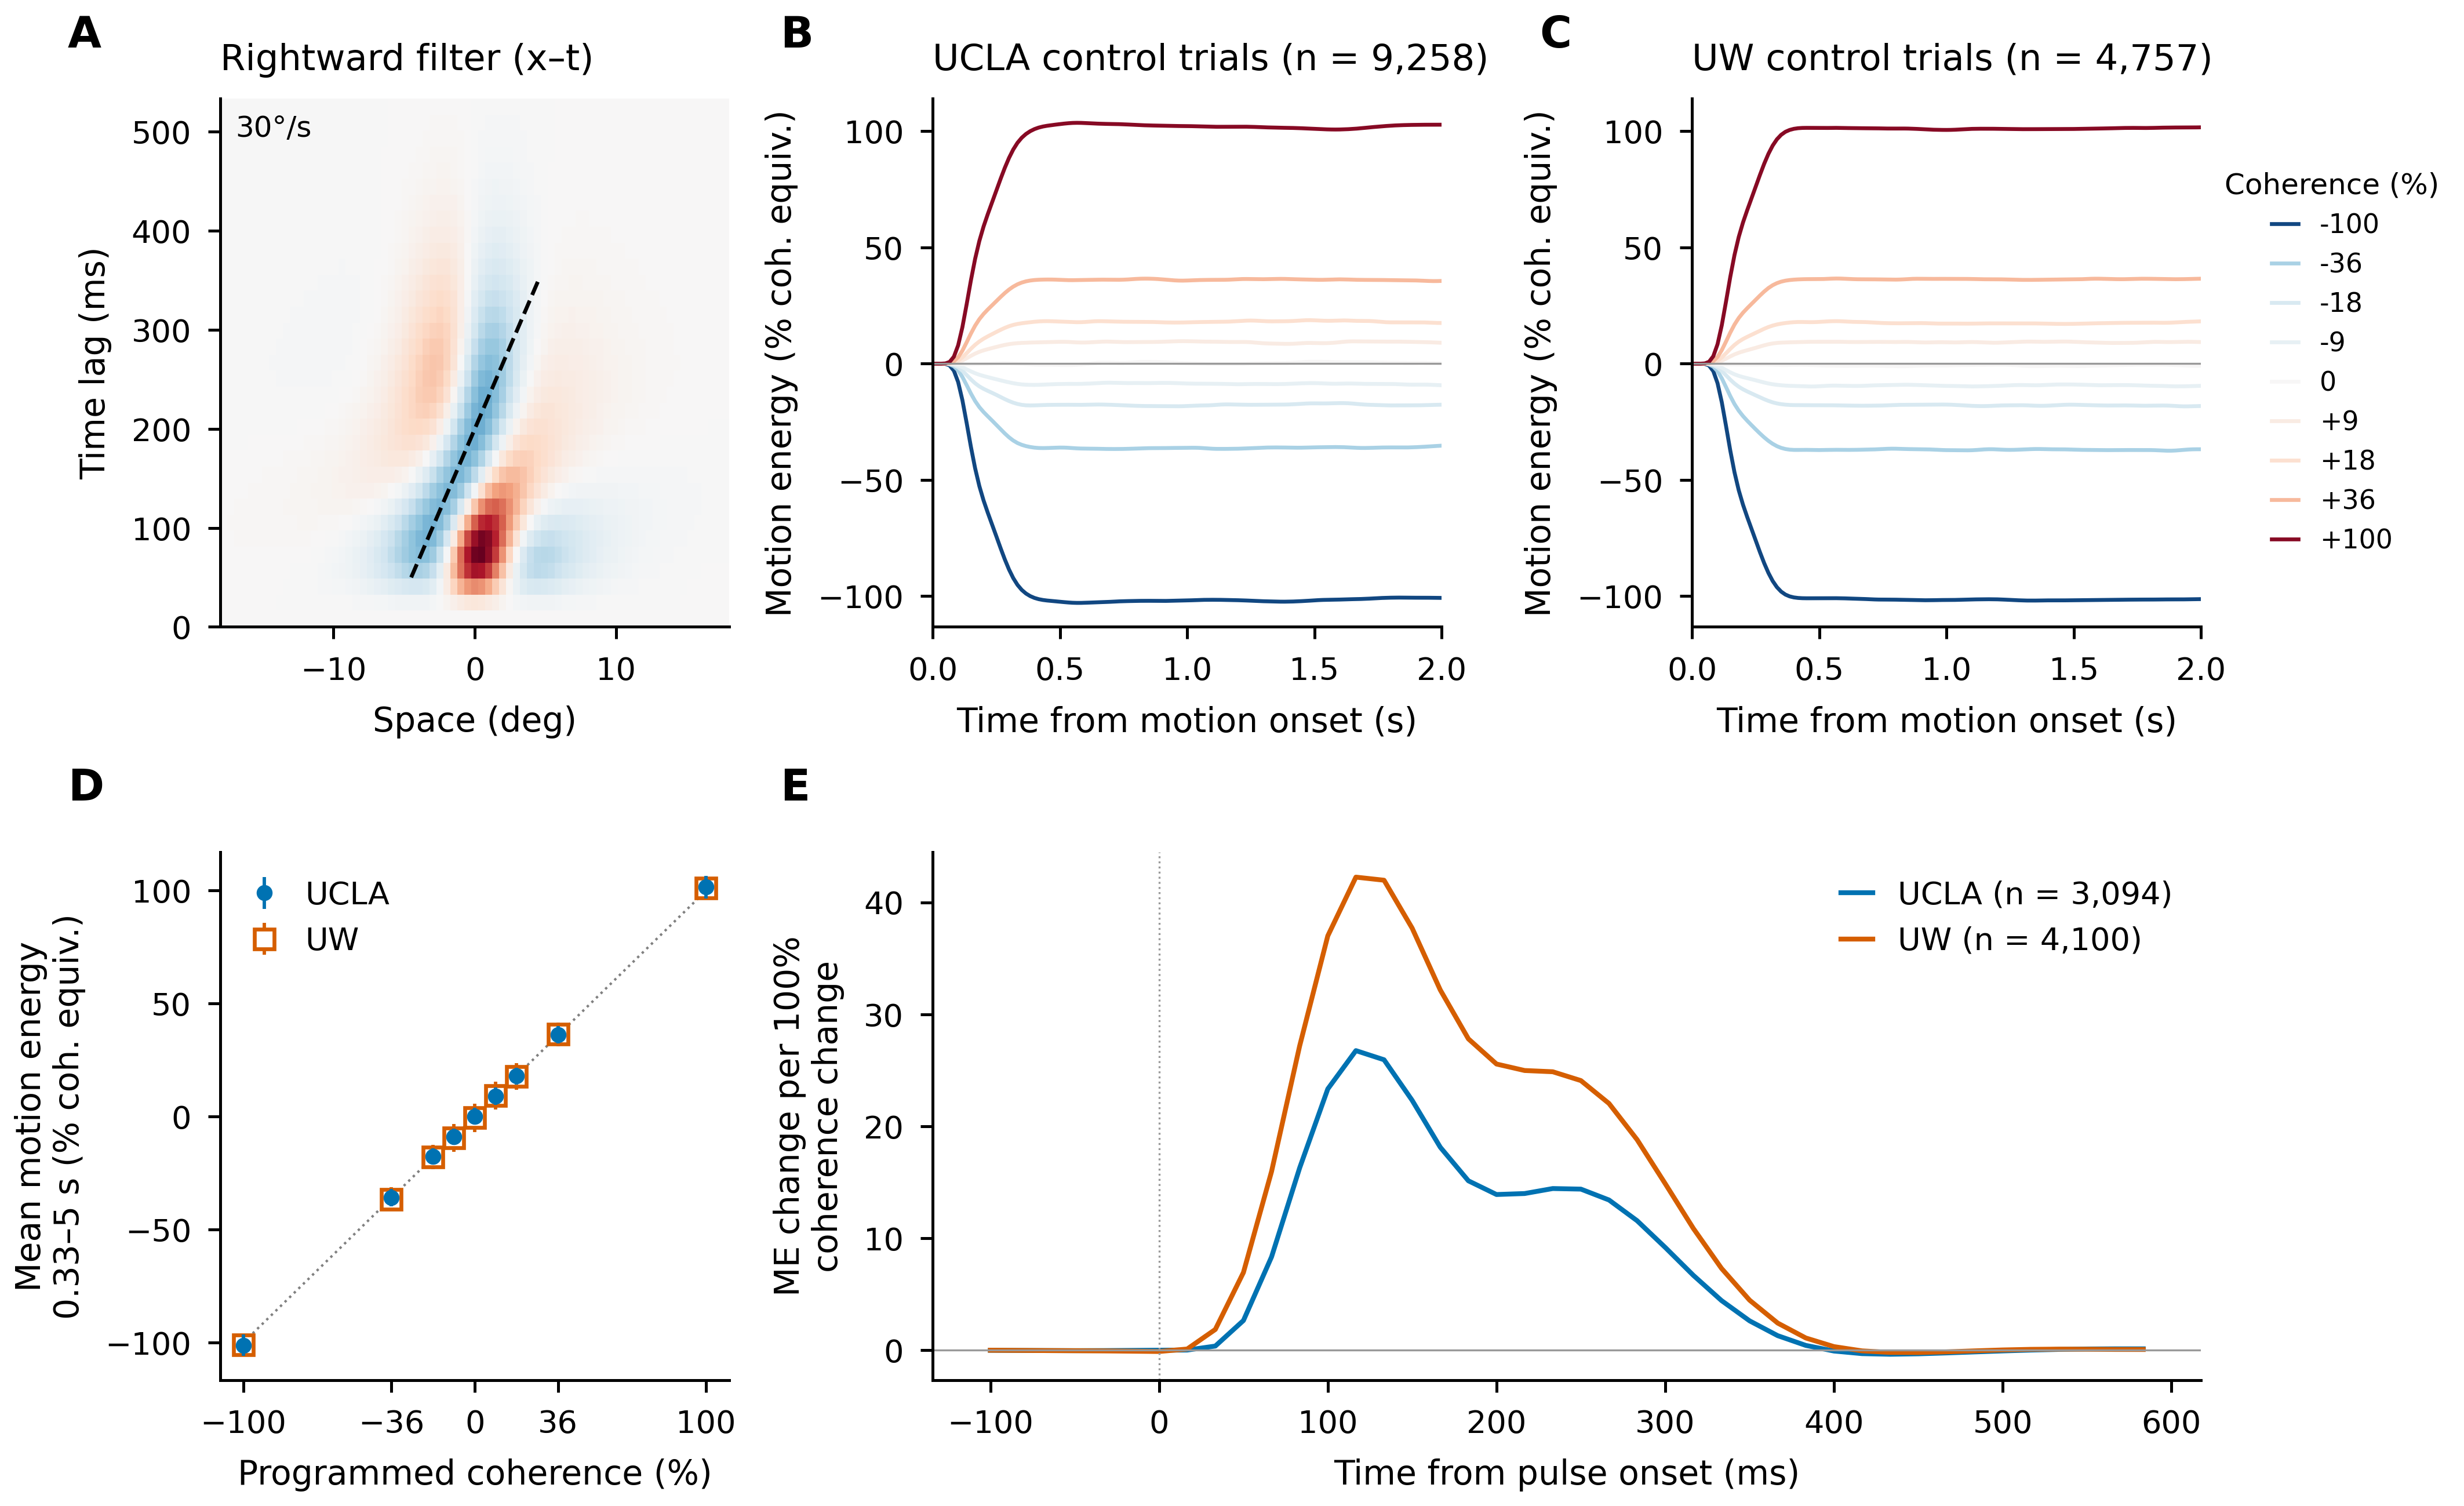 A
Rightward filter (x–t)
30°/s
500
400
300
200
100
0
Time lag (ms)
−10
0
10
Space (deg)
B
UCLA control trials (n = 9,258)
100
50
0
−50
−100
Motion energy (% coh. equiv.)
0.0
0.5
1.0
1.5
2.0
Time from motion onset (s)
C
UW control trials (n = 4,757)
100
50
0
−50
−100
Motion energy (% coh. equiv.)
0.0
0.5
1.0
1.5
2.0
Time from motion onset (s)
Coherence (%)
-100
-36
-18
-9
0
+9
+18
+36
+100
D
UCLA
UW
100
50
0
−50
−100
Mean motion energy
0.33–5 s (% coh. equiv.)
−100
−36
0
36
100
Programmed coherence (%)
E
UCLA (n = 3,094)
UW (n = 4,100)
40
30
20
10
0
ME change per 100%
coherence change
−100
0
100
200
300
400
500
600
Time from pulse onset (ms)